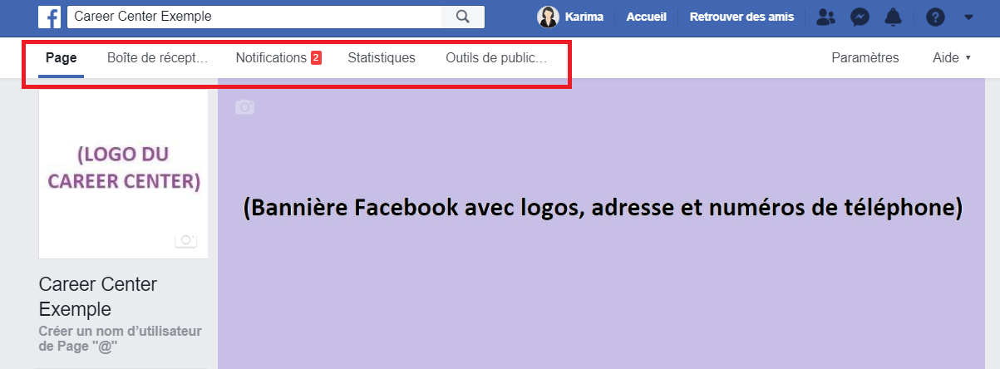 Career Center Exemple
Karima Accueil Retrouver des amis
Page Boîte de récept… Notifications 2 Statistiques Outils de public… Paramètres Aide
(LOGO DU
CAREER CENTER)
(Bannière Facebook avec logos, adresse et numéros de téléphone)
Career Center
Exemple
Créer un nom d’utilisateur
de Page "@"